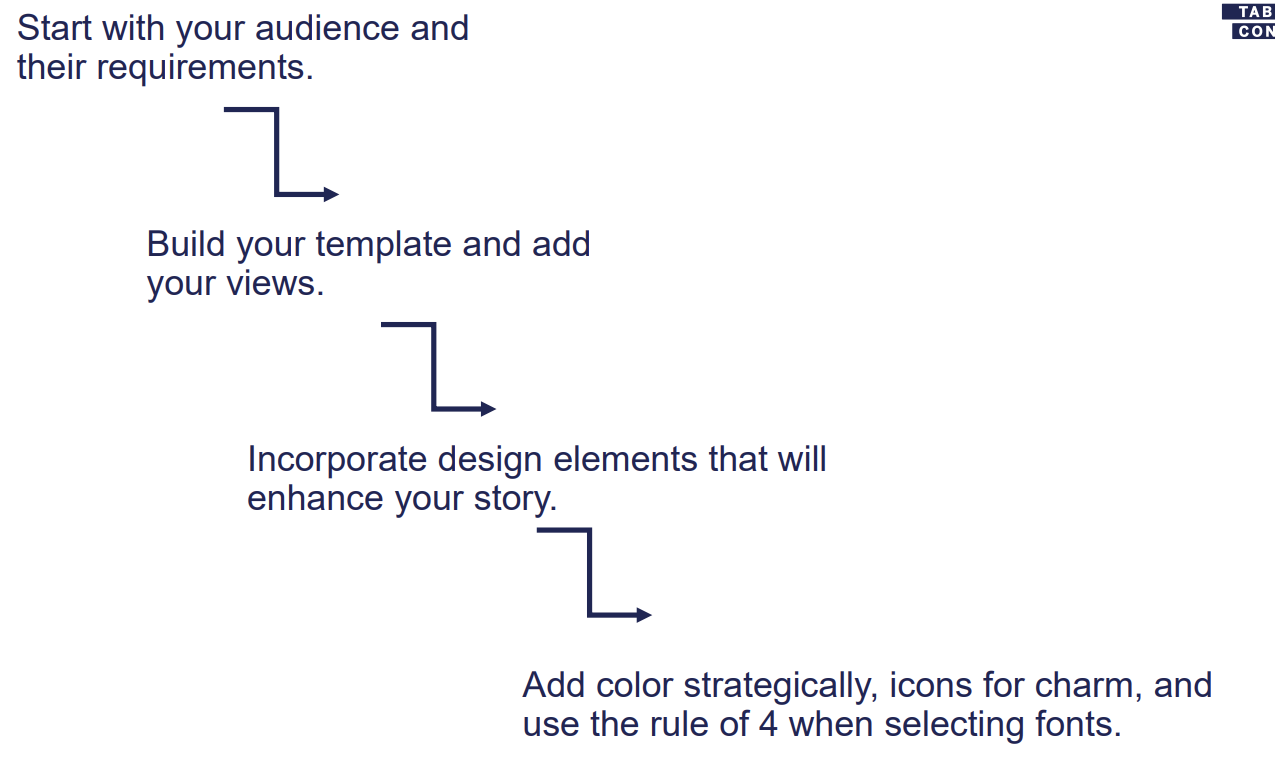 Start with your audience and
their requirements.
TAB
CON
Build your template and add
your views.
Incorporate design elements that will
enhance your story.
Add color strategically, icons for charm, and
use the rule of 4 when selecting fonts.